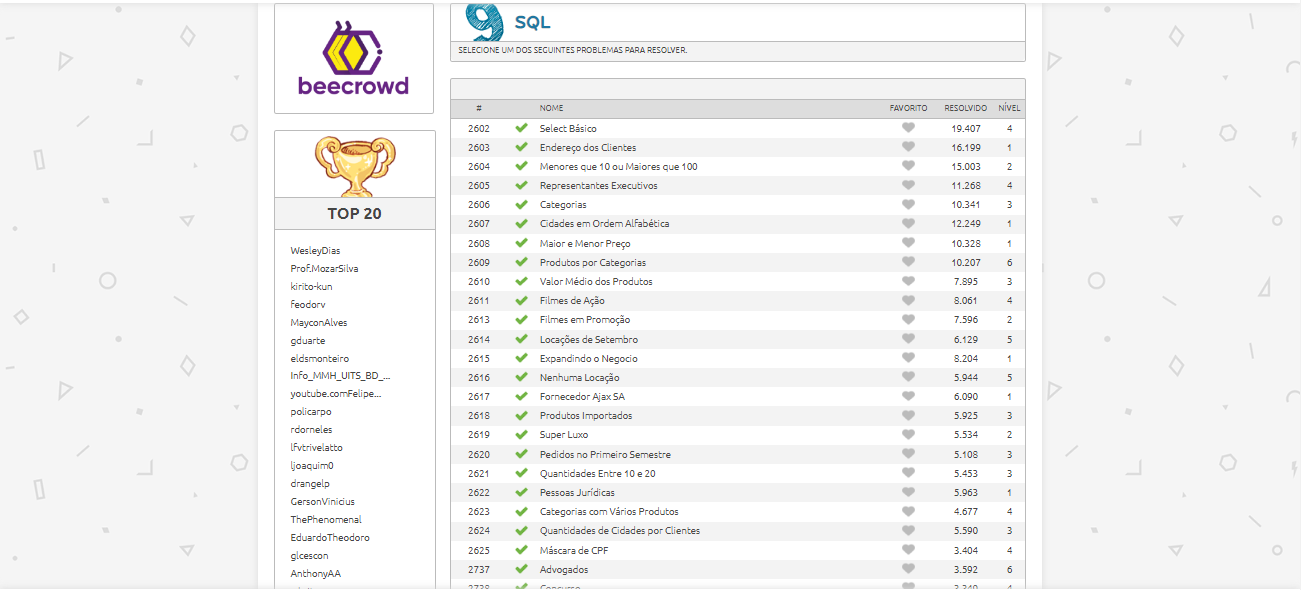 beecrowd
TOP 20
WesleyDias
Prof.MozarSilva
kirito-kun
feodorv
MayconAlves
gduarte
eldsmonteiro
Info_MMH_UITS_BD_...
youtube.comFelipe...
policarpo
rdorneles
lfvtrivelatto
ljoaquim0
drangelp
GersonVinicius
ThePhenomenal
EduardoTheodoro
glcescon
AnthonyAA
9 SQL
SELECIONE UM DOS SEGUINTES PROBLEMAS PARA RESOLVER.
# NOME FAVORITO RESOLVIDO NÍVEL
2602 Select Básico 19.407 4
2603 Endereço dos Clientes 16.199 1
2604 Menores que 10 ou Maiores que 100 15.003 2
2605 Representantes Executivos 11.268 4
2606 Categorias 10.341 3
2607 Cidades em Ordem Alfabética 12.249 1
2608 Maior e Menor Preço 10.328 1
2609 Produtos por Categorias 10.207 6
2610 Valor Médio dos Produtos 7.895 3
2611 Filmes de Ação 8.061 4
2613 Filmes em Promoção 7.596 2
2614 Locações de Setembro 6.129 5
2615 Expandindo o Negocio 8.204 1
2616 Nenhuma Locação 5.944 5
2617 Fornecedor Ajax SA 6.090 1
2618 Produtos Importados 5.925 3
2619 Super Luxo 5.534 2
2620 Pedidos no Primeiro Semestre 5.108 3
2621 Quantidades Entre 10 e 20 5.453 3
2622 Pessoas Jurídicas 5.963 1
2623 Categorias com Vários Produtos 4.677 4
2624 Quantidades de Cidades por Clientes 5.590 3
2625 Máscara de CPF 3.404 4
2737 Advogados 3.592 6